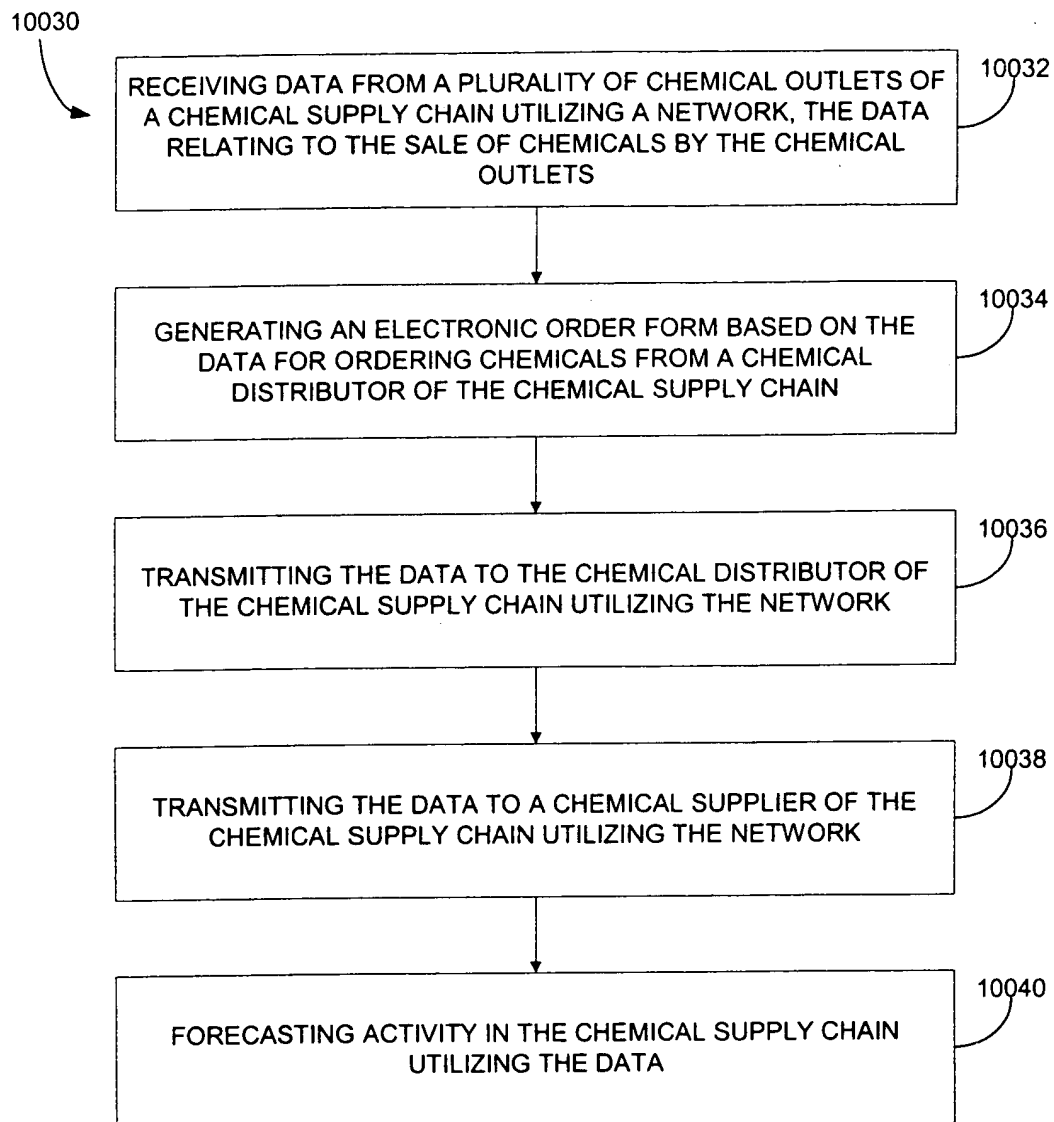 10030
RECEIVING DATA FROM A PLURALITY OF CHEMICAL OUTLETS OF
A CHEMICAL SUPPLY CHAIN UTILIZING A NETWORK, THE DATA
RELATING TO THE SALE OF CHEMICALS BY THE CHEMICAL
OUTLETS
10032
GENERATING AN ELECTRONIC ORDER FORM BASED ON THE
DATA FOR ORDERING CHEMICALS FROM A CHEMICAL
DISTRIBUTOR OF THE CHEMICAL SUPPLY CHAIN
10034
TRANSMITTING THE DATA TO THE CHEMICAL DISTRIBUTOR OF
THE CHEMICAL SUPPLY CHAIN UTILIZING THE NETWORK
10036
TRANSMITTING THE DATA TO A CHEMICAL SUPPLIER OF THE
CHEMICAL SUPPLY CHAIN UTILIZING THE NETWORK
10038
FORECASTING ACTIVITY IN THE CHEMICAL SUPPLY CHAIN
UTILIZING THE DATA
10040